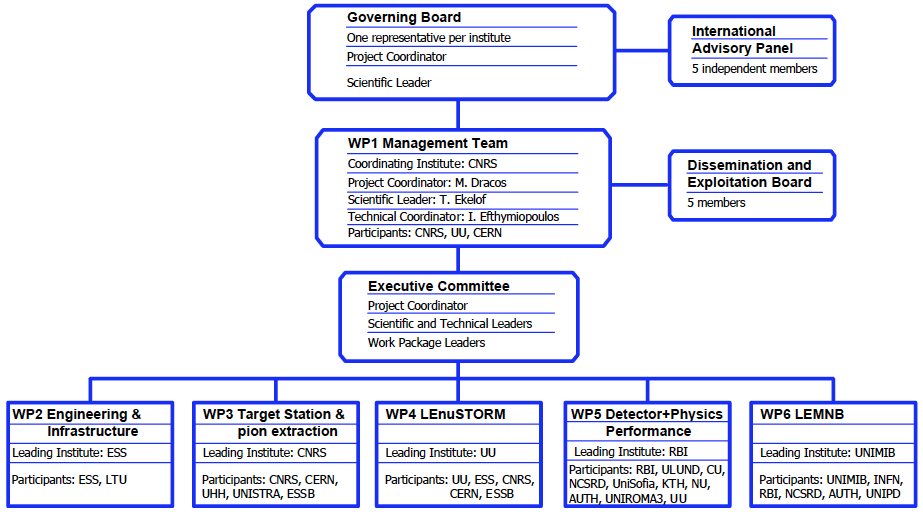 Governing Board
One representative per institute
Project Coordinator
Scientific Leader
International
Advisory Panel
5 independent members
WP1 Management Team
Coordinating Institute: CNRS
Project Coordinator: M. Dracos
Scientific Leader: T. Ekelof
Technical Coordinator: I. Efthymiopoulos
Participants: CNRS, UU, CERN
Dissemination and
Exploitation Board
5 members
Executive Committee
Project Coordinator
Scientific and Technical Leaders
Work Package Leaders
WP2 Engineering &
Infrastructure
Leading Institute: ESS
Participants: ESS, LTU
WP3 Target Station &
pion extraction
Leading Institute: CNRS
Participants: CNRS, CERN,
UHH, UNISTRA, ESSB
WP4 LEnuSTORM
Leading Institute: UU
Participants: UU, ESS, CNRS,
CERN, ESSB
WP5 Detector+Physics
Performance
Leading Institute: RBI
Participants: RBI, ULUND, CU,
NCSRD, UniSofia, KTH, NU,
AUTH, UNIROMA3, UU
WP6 LEMNB
Leading Institute: UNIMIB
Participants: UNIMIB, INFN,
RBI, NCSRD, AUTH, UNIPD